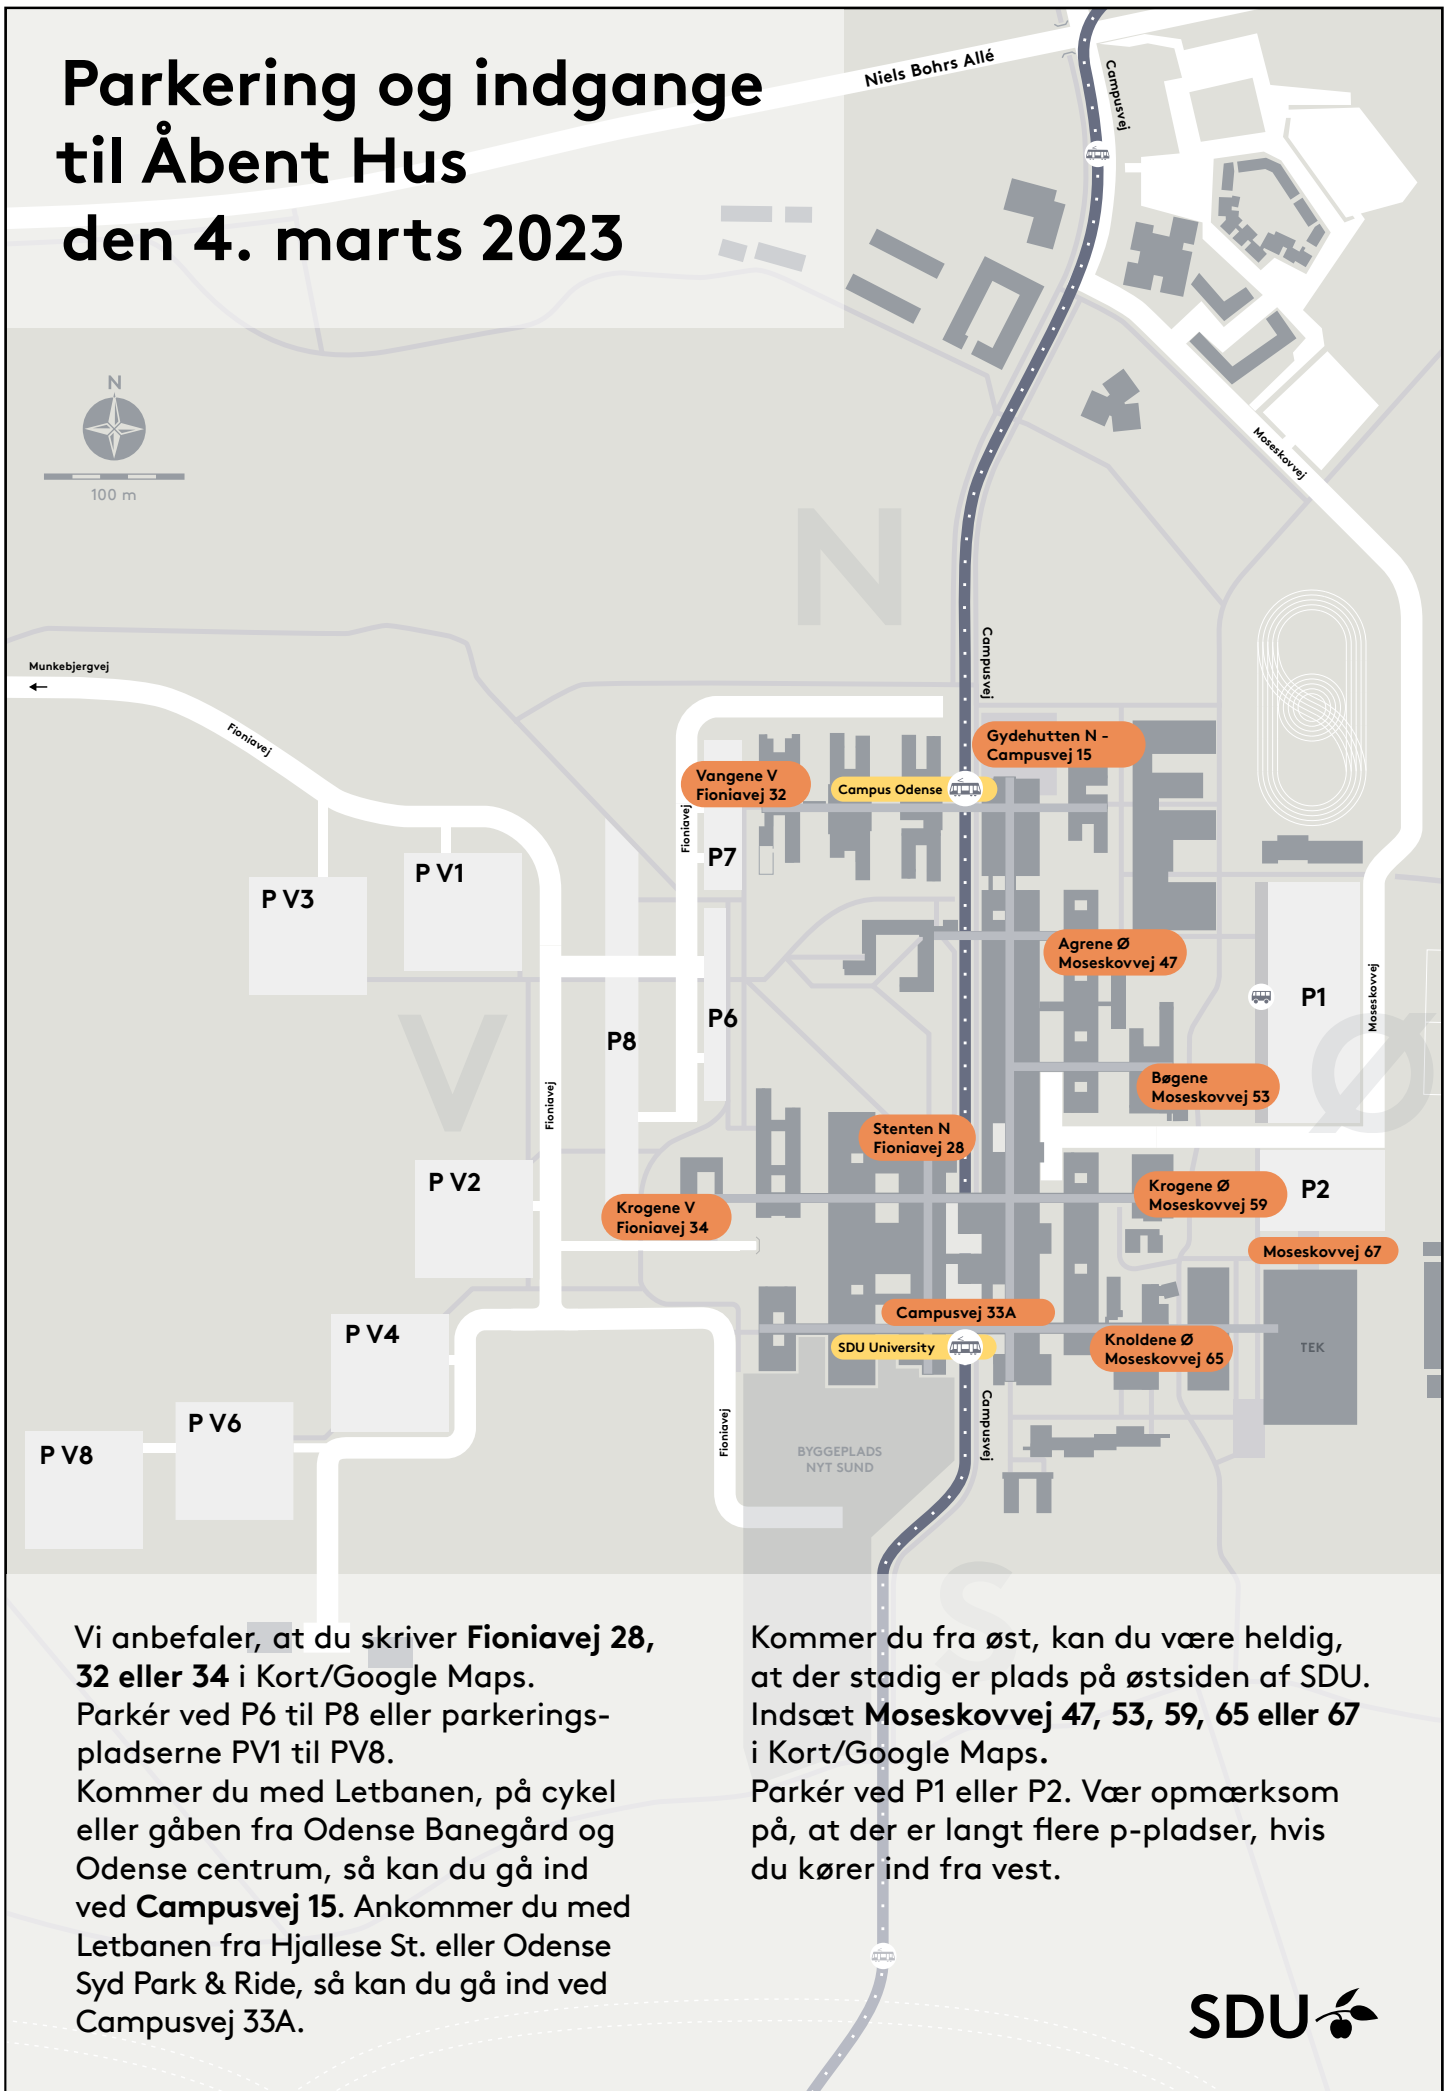 Parkering og indgange
til Åbent Hus
den 4. marts 2023
Niels Bohrs Allé
Campusvej
N
100 m
Moseskovvej
N
Campusvej
Munkebjergvej
Fioniavej
Gydehutten N -
Campusvej 15
Vangene V
Fioniavej 32
Campus Odense
Fioniavej
P7
P V1
P V3
Agrene Ø
Moseskovvej 47
P1
Moseskovvej
P6
P8
V
Ø
Fioniavej
Bøgene
Moseskovvej 53
Stenten N
Fioniavej 28
P V2
Krogene Ø
Moseskovvej 59
P2
Krogene V
Fioniavej 34
Moseskovvej 67
Campusvej 33A
P V4
SDU University
Knoldene Ø
Moseskovvej 65
TEK
P V6
P V8
Fioniavej
Campusvej
BYGGEPLADS
NYT SUND
S
Vi anbefaler, at du skriver Fioniavej 28,
32 eller 34 i Kort/Google Maps.
Parkér ved P6 til P8 eller parkerings-
pladserne PV1 til PV8.
Kommer du med Letbanen, på cykel
eller gåben fra Odense Banegård og
Odense centrum, så kan du gå ind
ved Campusvej 15. Ankommer du med
Letbanen fra Hjallese St. eller Odense
Syd Park & Ride, så kan du gå ind ved
Campusvej 33A.
Kommer du fra øst, kan du være heldig,
at der stadig er plads på østsiden af SDU.
Indsæt Moseskovvej 47, 53, 59, 65 eller 67
i Kort/Google Maps.
Parkér ved P1 eller P2. Vær opmærksom
på, at der er langt flere p-pladser, hvis
du kører ind fra vest.
SDU